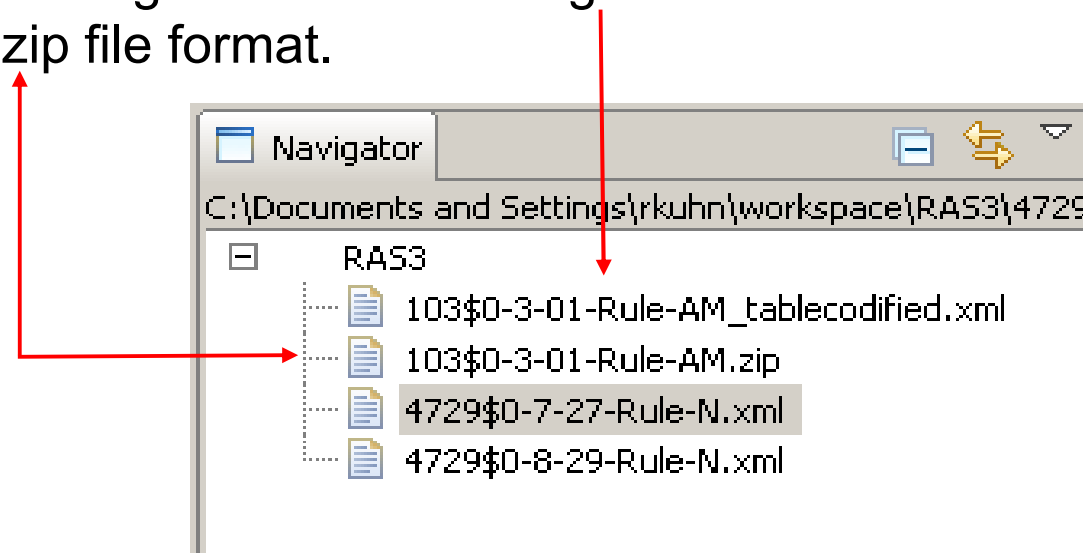 zip file format.
Navigator
C:\Documents and Settings\rkuhn\workspace\RAS3\4729
RAS3
103$0-3-01-Rule-AM_tablecodified.xml
103$0-3-01-Rule-AM.zip
4729$0-7-27-Rule-N.xml
4729$0-8-29-Rule-N.xml